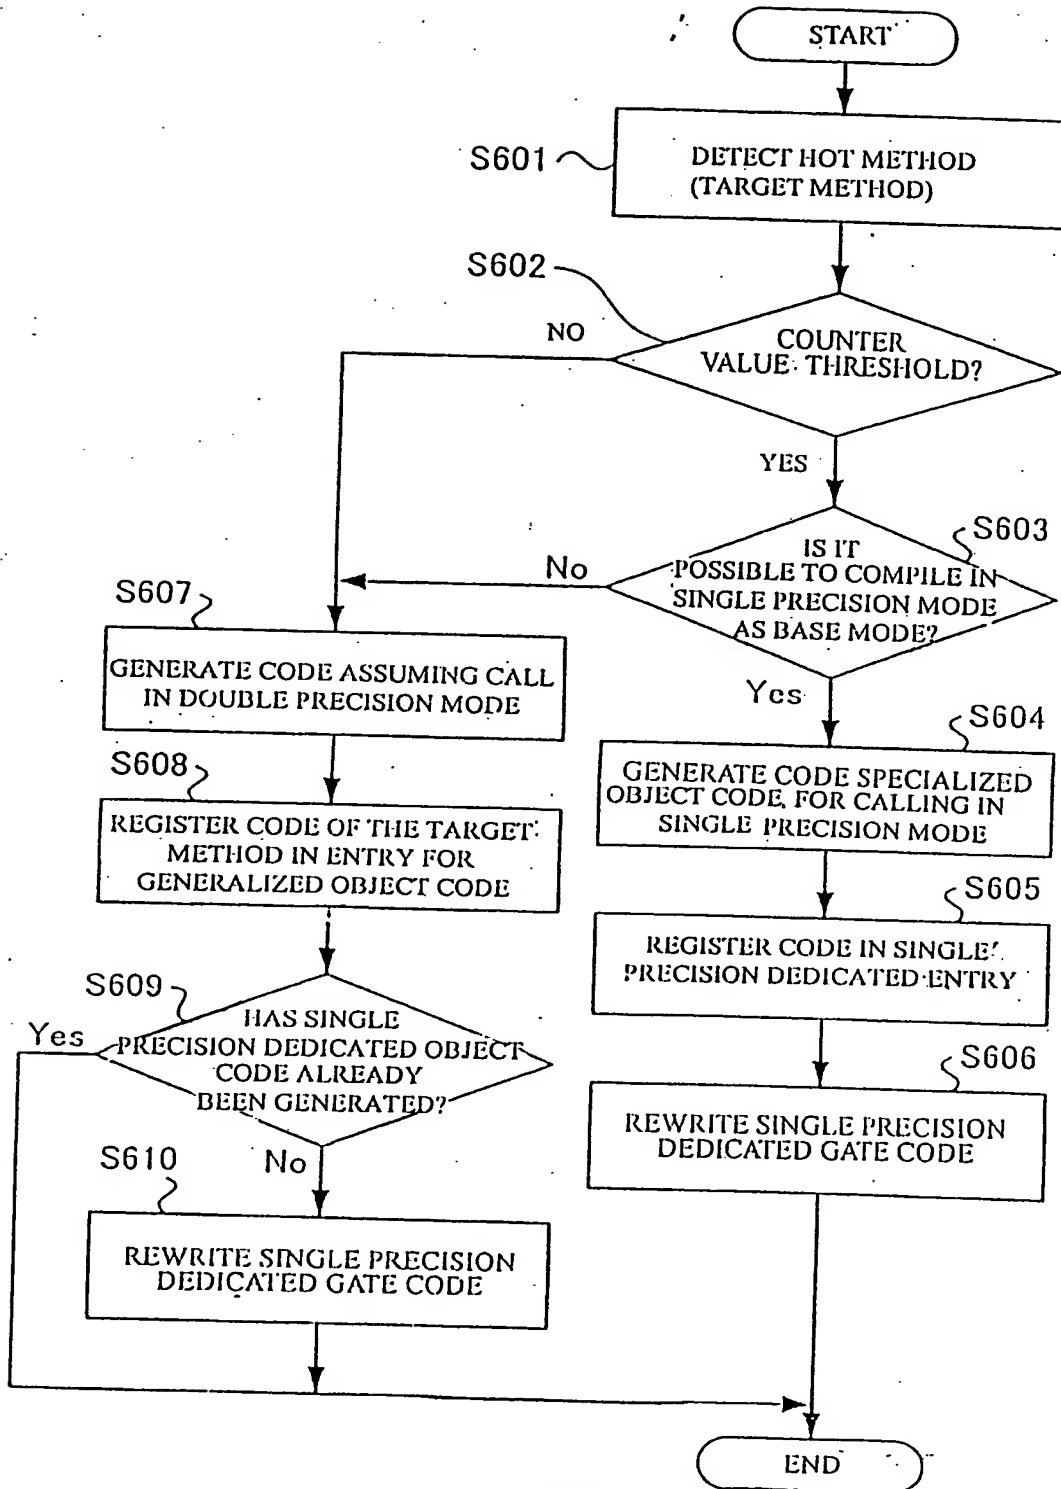 START
S601
DETECT HOT METHOD
(TARGET METHOD)
S602
NO
COUNTER
VALUE: THRESHOLD?
YES
S603
No
IS IT
POSSIBLE TO COMPILE IN
SINGLE PRECISION MODE
AS BASE MODE?
Yes
S607
GENERATE CODE ASSUMING CALL
IN DOUBLE PRECISION MODE
S604
GENERATE CODE SPECIALIZED
OBJECT CODE, FOR CALLING IN
SINGLE PRECISION MODE
S608
REGISTER CODE OF THE TARGET
METHOD IN ENTRY FOR
GENERALIZED OBJECT CODE
S605
REGISTER CODE IN SINGLE
PRECISION DEDICATED ENTRY
S609
Yes
HAS SINGLE
PRECISION DEDICATED OBJECT
CODE ALREADY
BEEN GENERATED?
No
S606
REWRITE SINGLE PRECISION
DEDICATED GATE CODE
S610
REWRITE SINGLE PRECISION
DEDICATED GATE CODE
END